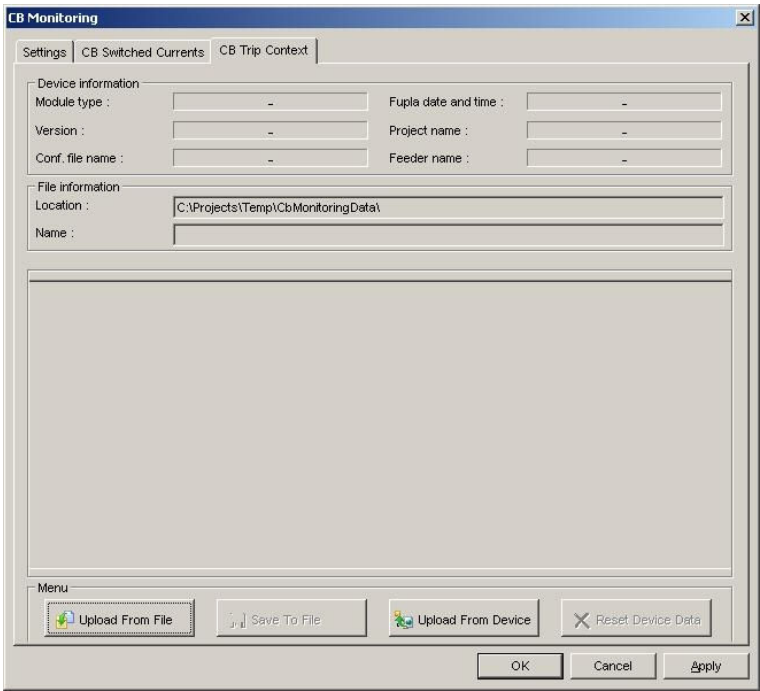 CB Monitoring
Settings CB Switched Currents CB Trip Context
Device information
Module type : - Fupla date and time : -
Version : - Project name : -
Conf. file name : - Feeder name : -
File information
Location : C:\Projects\Temp\CbMonitoringData\
Name :
Menu
Upload From File Save To File Upload From Device Reset Device Data
OK Cancel Apply